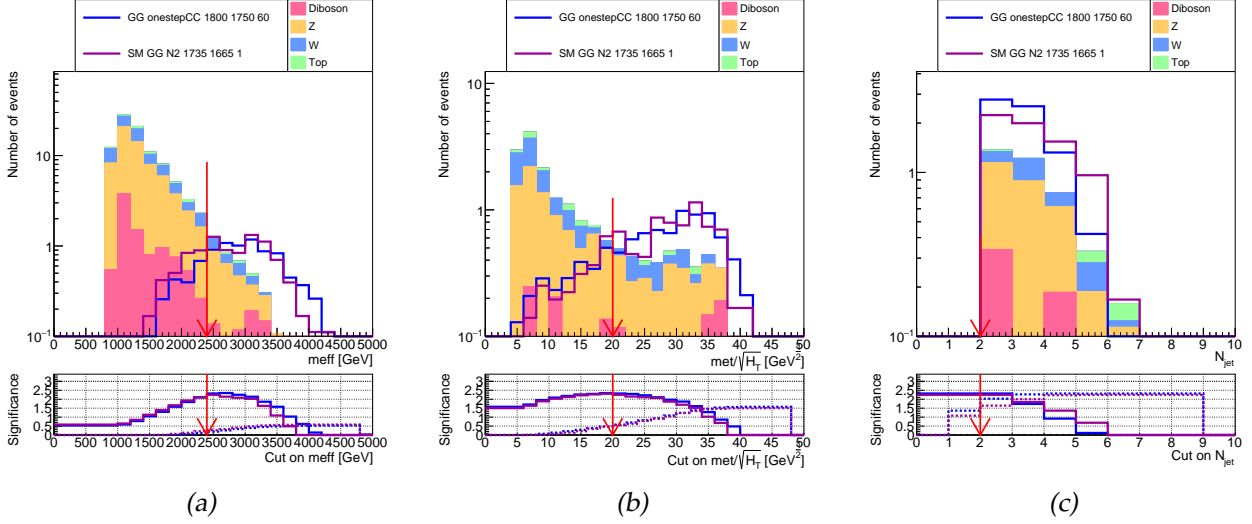 GG onestepCC 1800 1750 60
SM GG N2 1735 1665 1
Diboson
Z
W
Top
Number of events
10
1
10⁻¹
0 500 1000 1500 2000 2500 3000 3500 4000 4500 5000
meff [GeV]
Significance
3
2.5
2
1.5
1
0.5
0
0 500 1000 1500 2000 2500 3000 3500 4000 4500 5000
Cut on meff [GeV]
(a)
GG onestepCC 1800 1750 60
SM GG N2 1735 1665 1
Diboson
Z
W
Top
Number of events
10
1
10⁻¹
0 5 10 15 20 25 30 35 40 45 50
met/√H_T [GeV^½]
Significance
3
2.5
2
1.5
1
0.5
0
0 10 20 30 40 50
Cut on met/√H_T [GeV^½]
(b)
GG onestepCC 1800 1750 60
SM GG N2 1735 1665 1
Diboson
Z
W
Top
Number of events
1
10⁻¹
0 1 2 3 4 5 6 7 8 9 10
N_jet
Significance
3
2.5
2
1.5
1
0.5
0
0 1 2 3 4 5 6 7 8 9 10
Cut on N_jet
(c)